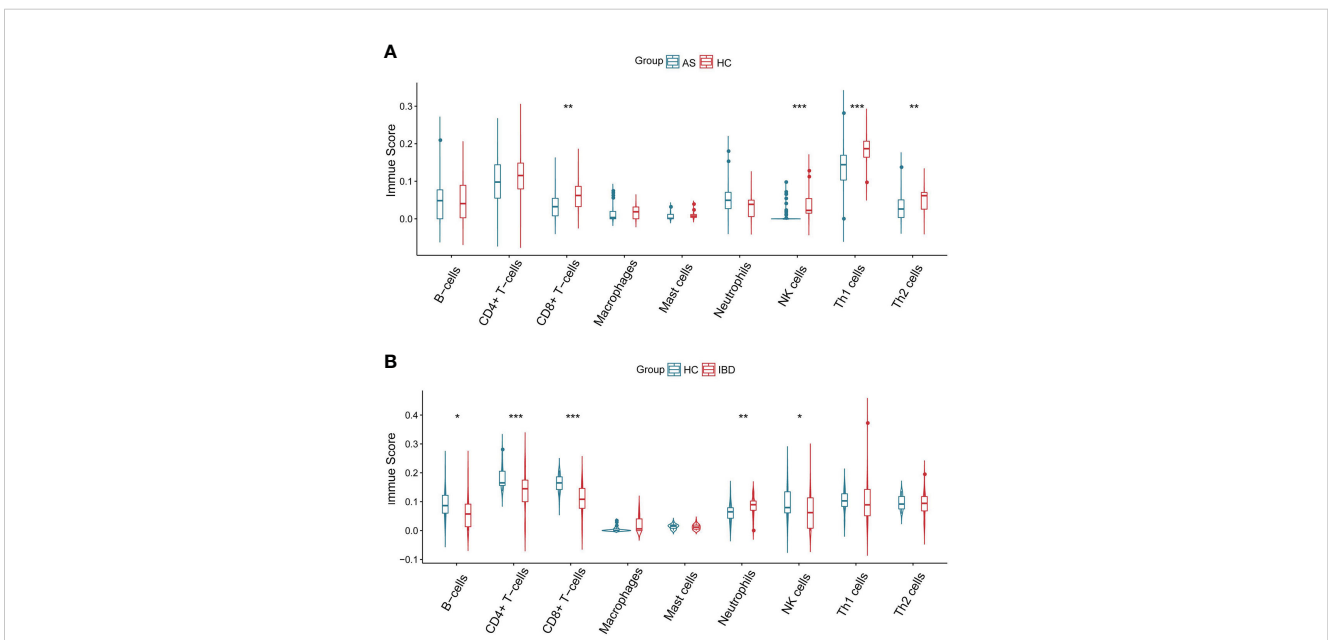 A
Group AS HC
Immue Score
0.3
0.2
0.1
0.0
** *** *** **
B-cells
CD4+ T-cells
CD8+ T-cells
Macrophages
Mast cells
Neutrophils
NK cells
Th1 cells
Th2 cells
B
Group HC IBD
Immue Score
0.4
0.3
0.2
0.1
0.0
-0.1
* *** *** ** *
B-cells
CD4+ T-cells
CD8+ T-cells
Macrophages
Mast cells
Neutrophils
NK cells
Th1 cells
Th2 cells